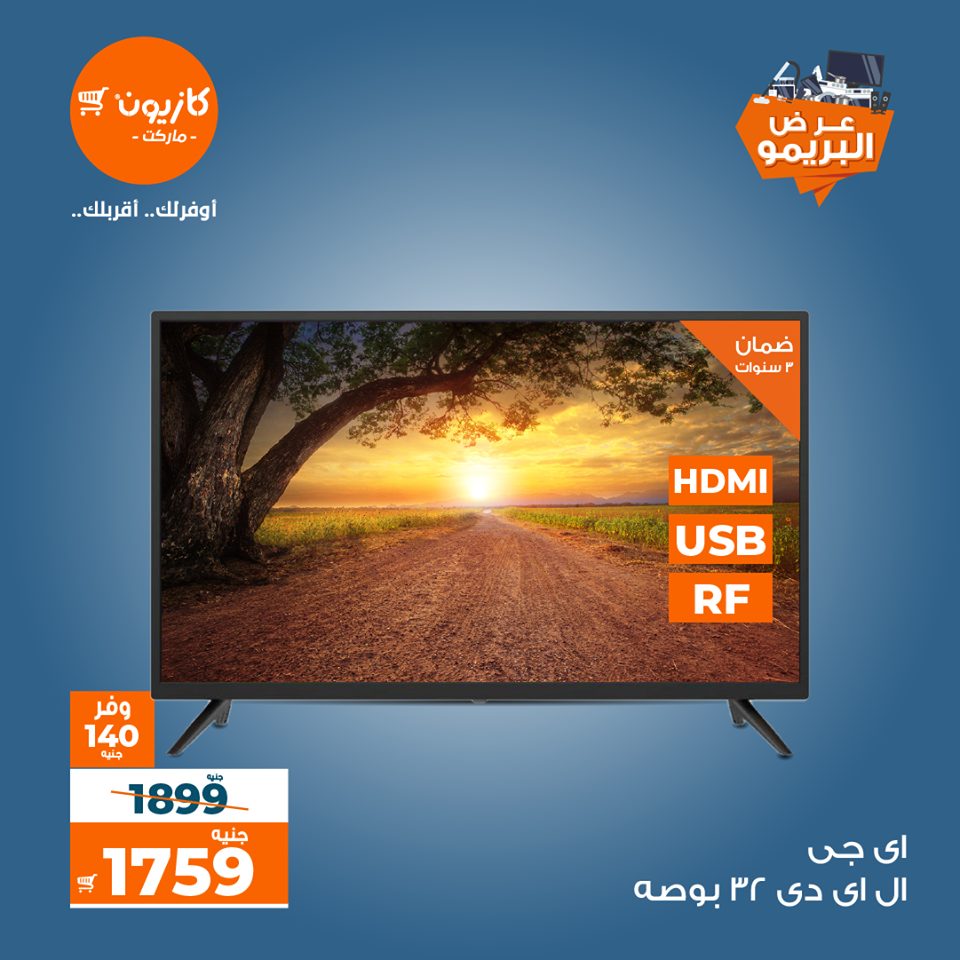 كازيون
- ماركت -
أوفرلك.. أقربلك..
عرض
البريمو
ضمان
٣ سنوات
HDMI
USB
RF
وفر
140
جنيه
جنيه
1899
جنيه
1759
اى جى
ال اى دى ٣٢ بوصه